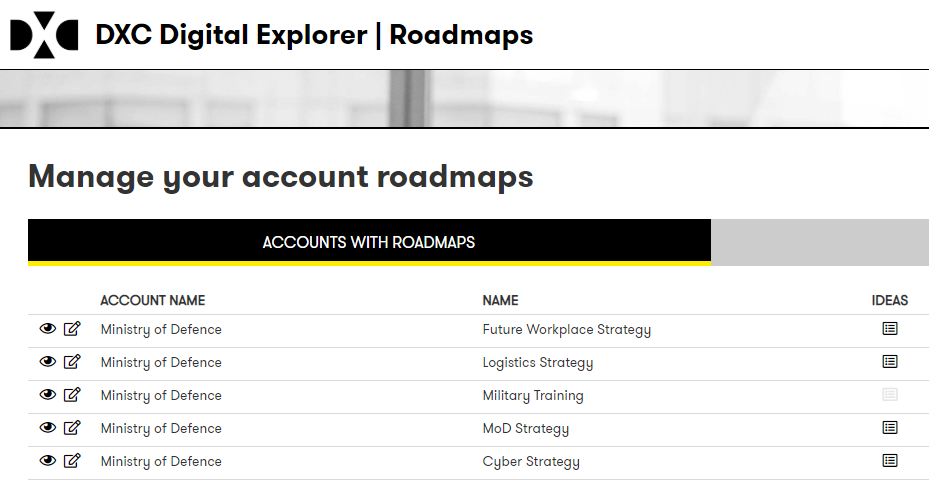 DXC DXC Digital Explorer | Roadmaps
Manage your account roadmaps
ACCOUNTS WITH ROADMAPS
ACCOUNT NAME NAME IDEAS
Ministry of Defence Future Workplace Strategy
Ministry of Defence Logistics Strategy
Ministry of Defence Military Training
Ministry of Defence MoD Strategy
Ministry of Defence Cyber Strategy